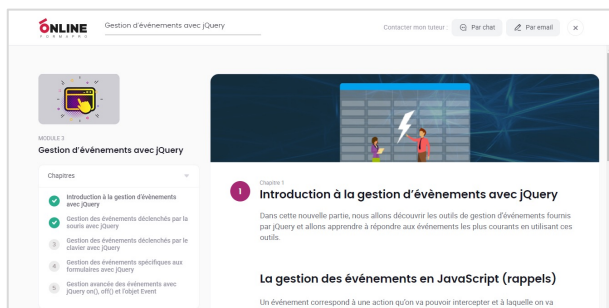 ONLINE
FORMAPRO
Gestion d'événements avec jQuery
Contacter mon tuteur :
Par chat
Par email
×
MODULE 3
Gestion d'événements avec jQuery
Chapitres
Introduction à la gestion d'évènements
avec jQuery
Gestion des événements déclenchés par la
souris avec jQuery
3
Gestion des événements déclenchés par le
clavier avec jQuery
4
Gestion des événements spécifiques aux
formulaires avec jQuery
5
Gestion avancée des événements avec
jQuery on(), off() et l'objet Event
1
Chapitre 1
Introduction à la gestion d'évènements avec jQuery
Dans cette nouvelle partie, nous allons découvrir les outils de gestion d'événements fournis
par jQuery et allons apprendre à répondre aux événements les plus courants en utilisant ces
outils.
La gestion des événements en JavaScript (rappels)
Un événement correspond à une action qu'on va pouvoir intercepter et à laquelle on va